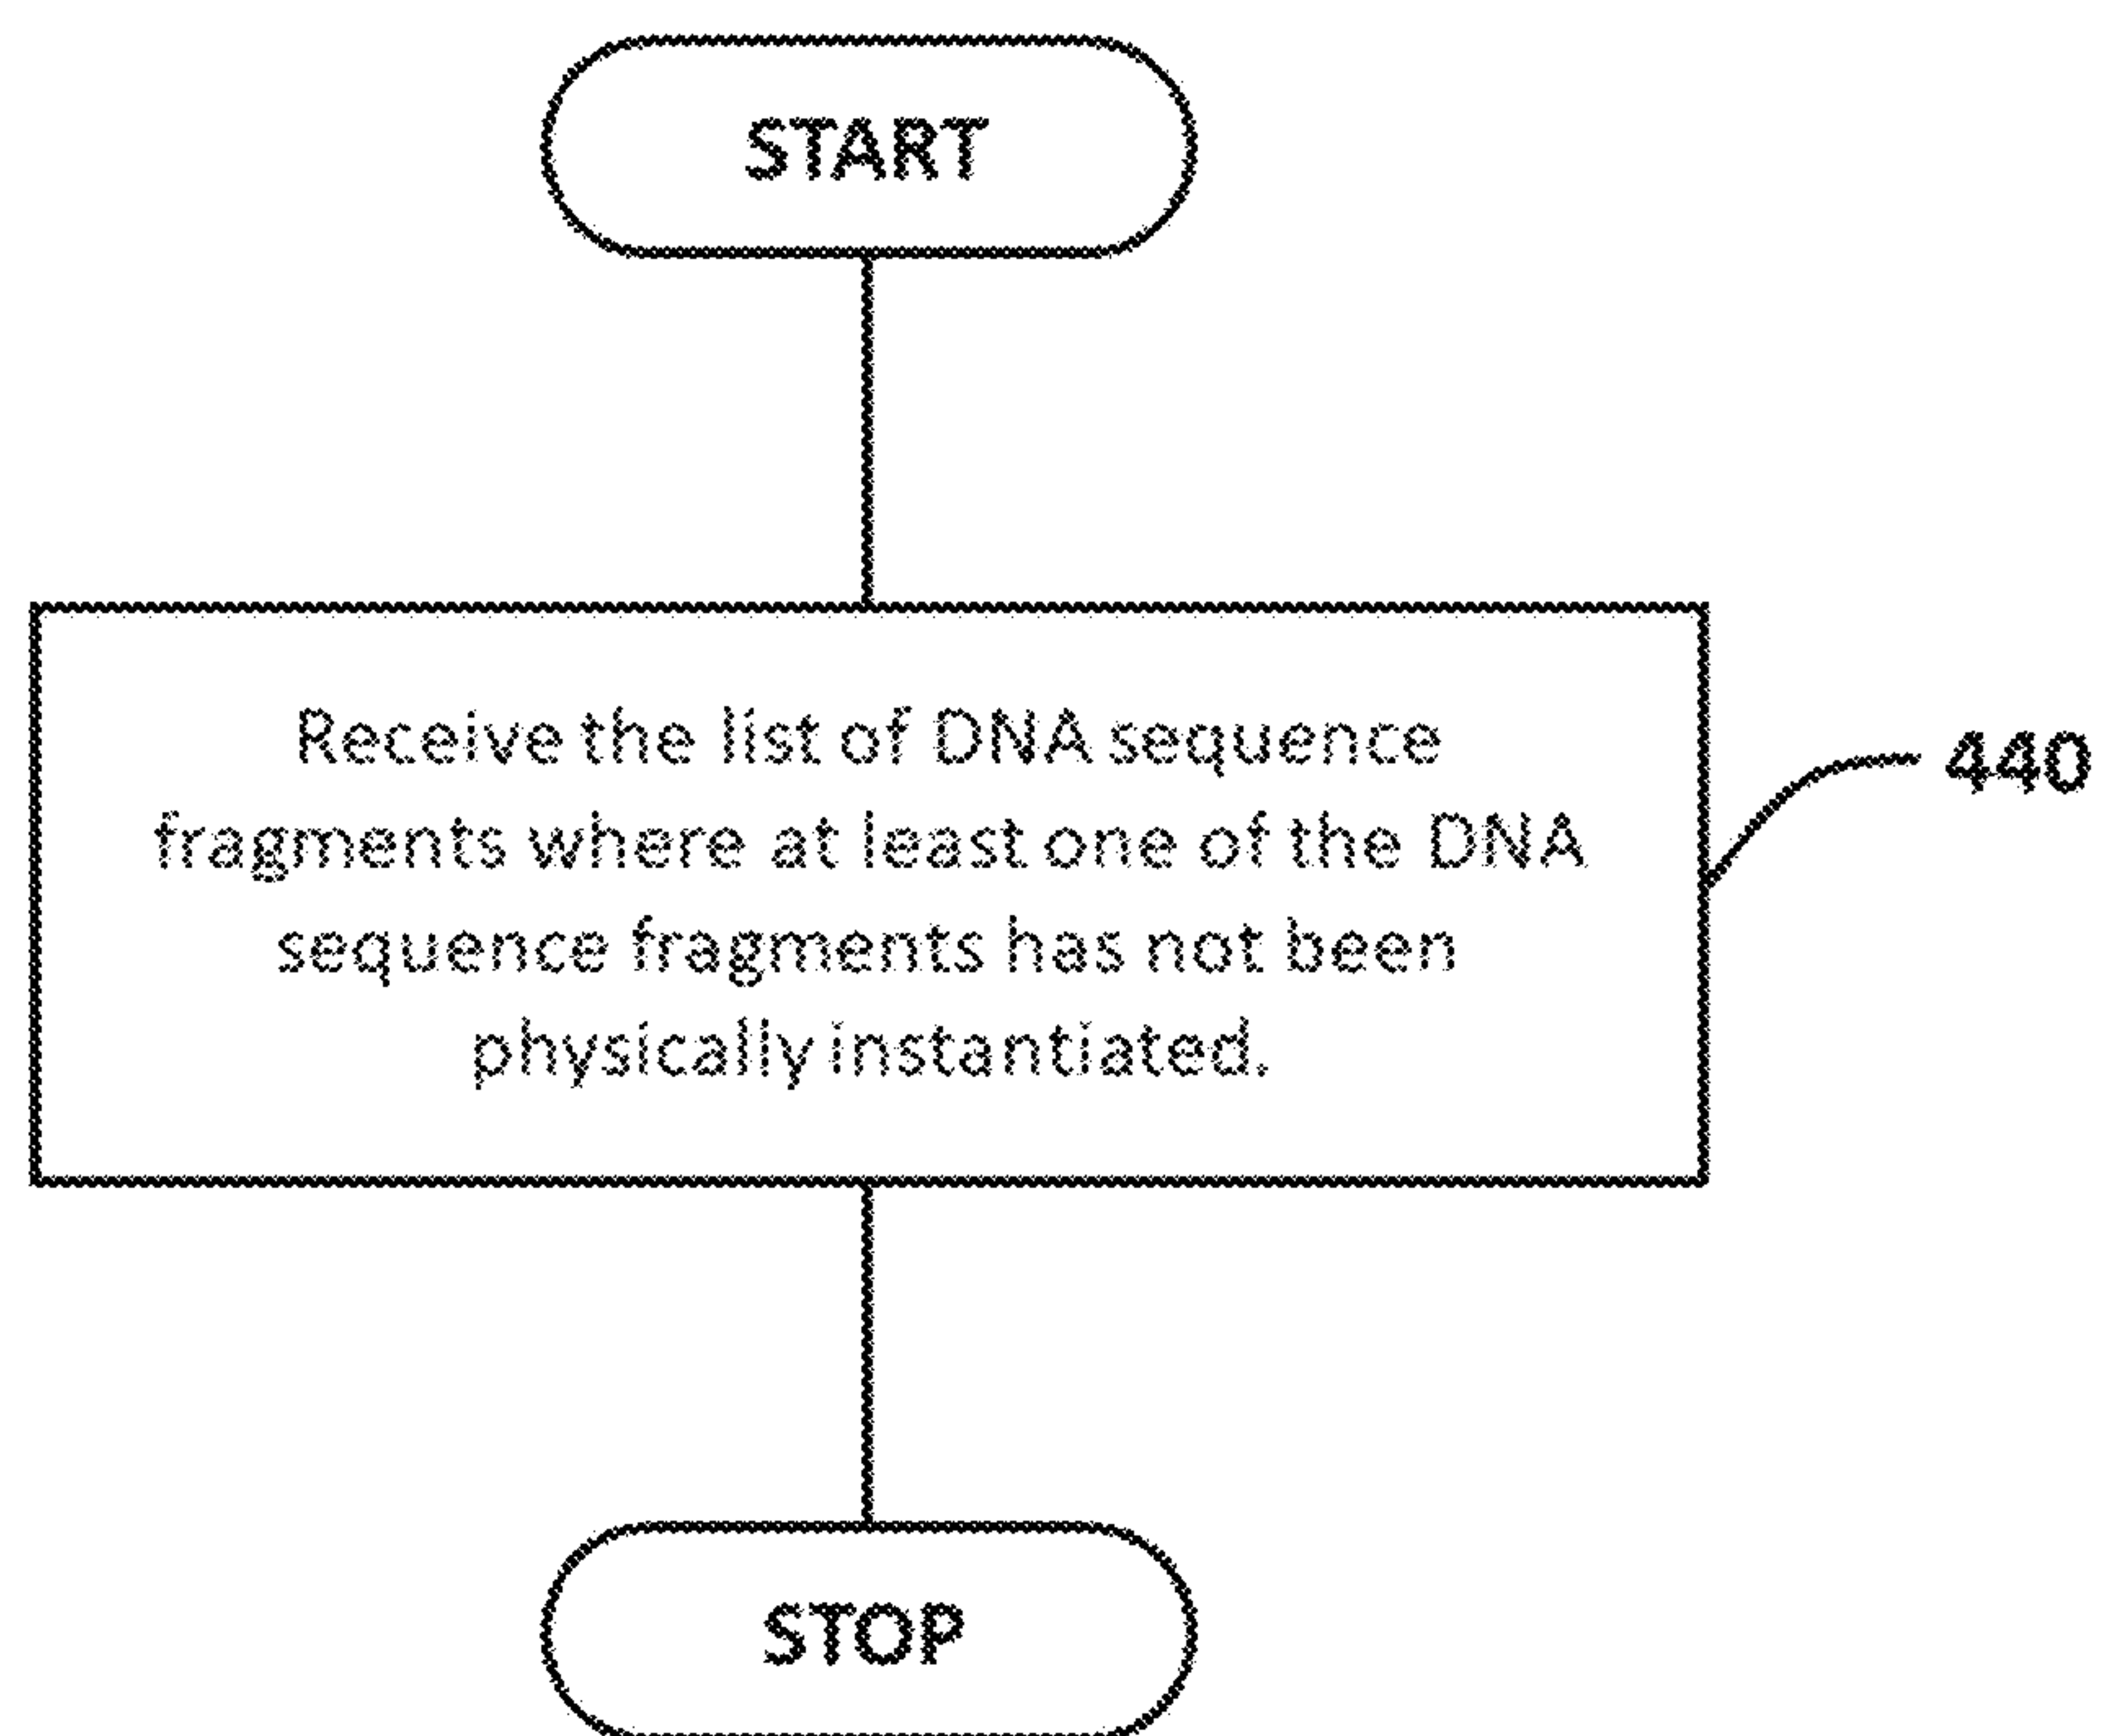 START
Receive the list of DNA sequence
fragments where at least one of the DNA
sequence fragments has not been
physically instantiated.
440
STOP